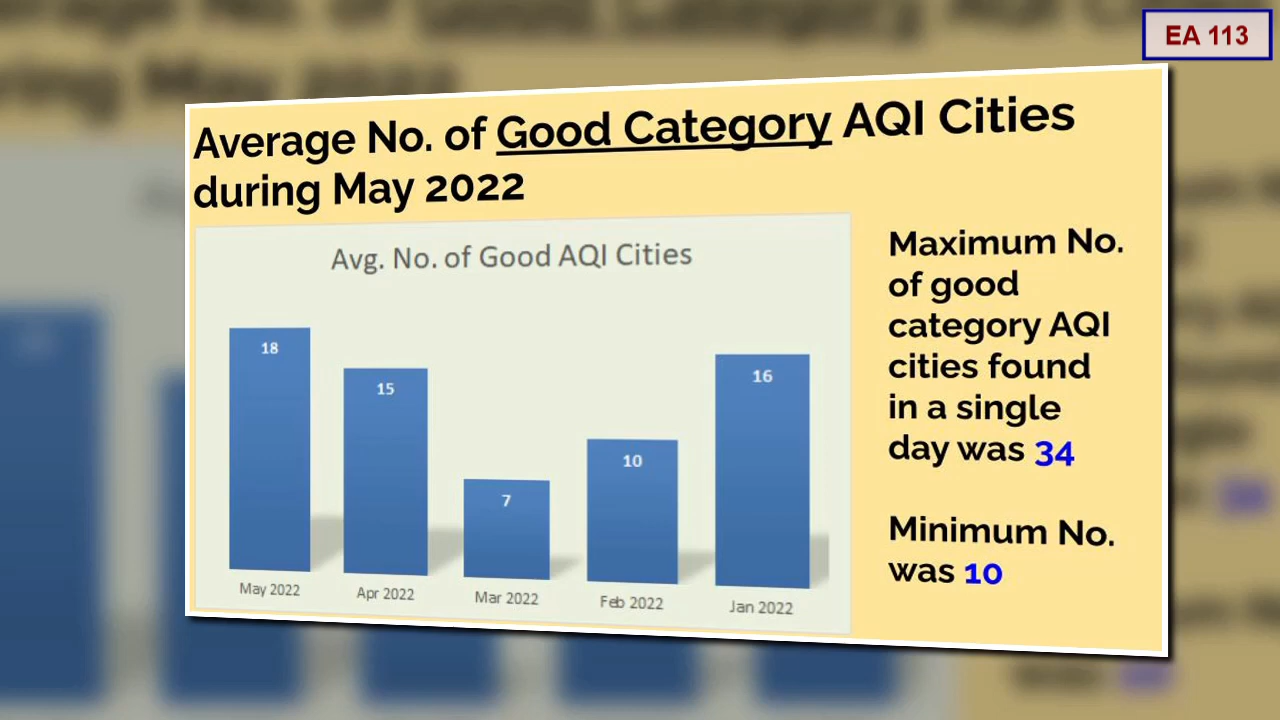 EA 113
Average No. of Good Category AQI Cities
during May 2022
Avg. No. of Good AQI Cities
18
15
7
10
16
May 2022
Apr 2022
Mar 2022
Feb 2022
Jan 2022
Maximum No.
of good
category AQI
cities found
in a single
day was 34
Minimum No.
was 10